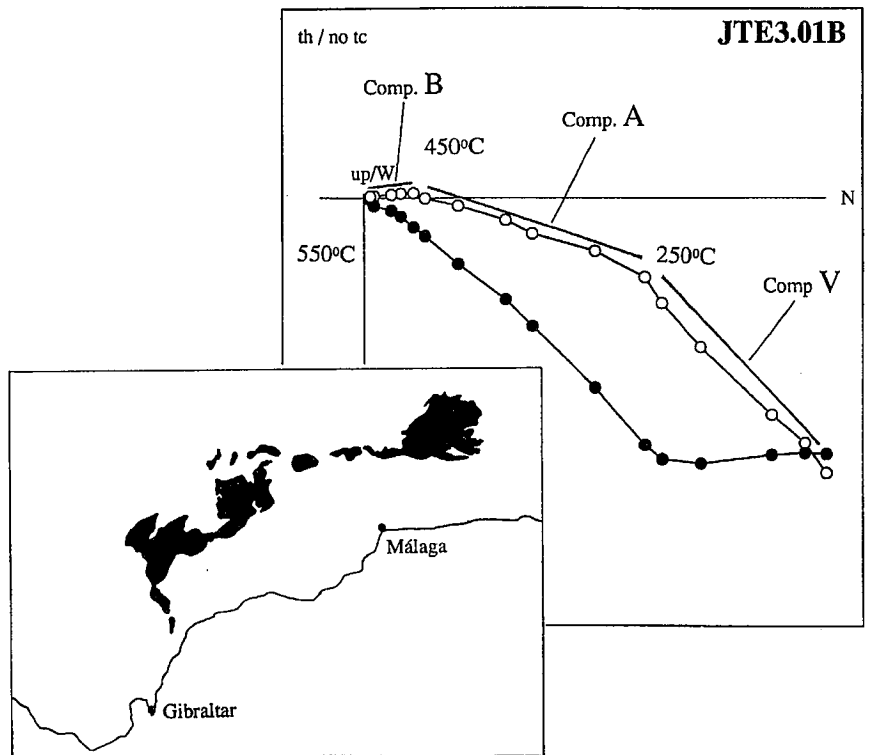 th / no tc
JTE3.01B
Comp. B
Comp. A
450ºC
up/W
N
550ºC
250ºC
Comp V
Málaga
Gibraltar